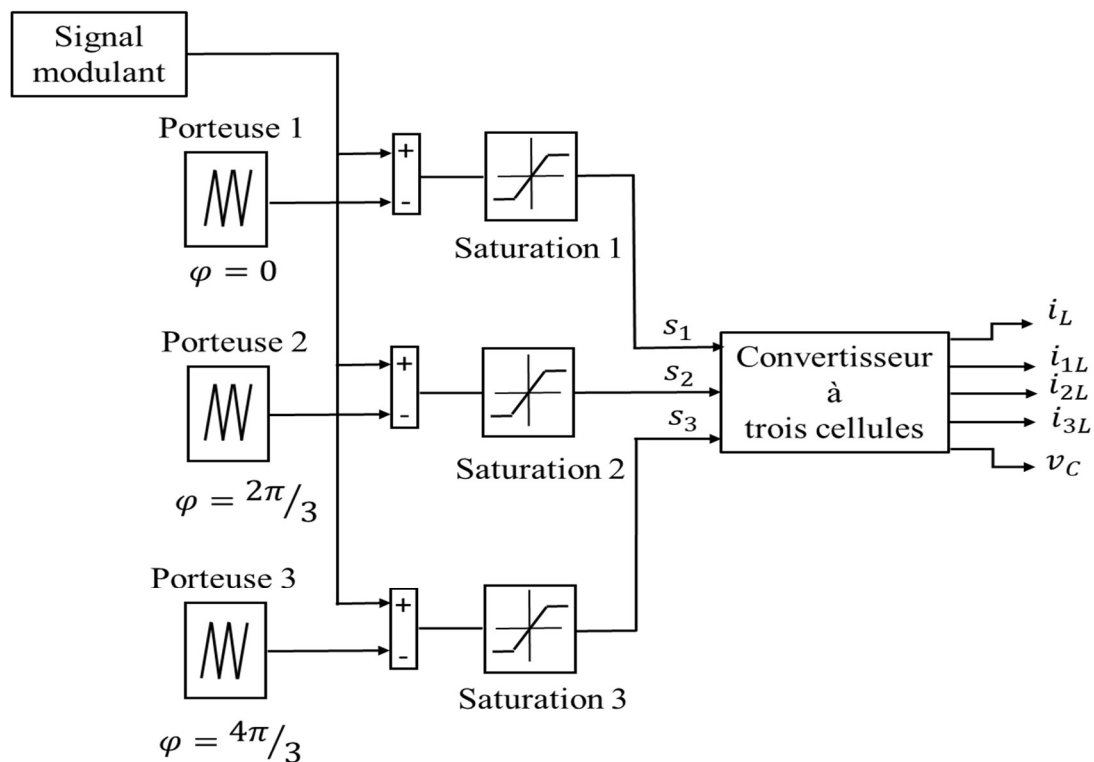 Signal
modulant
Porteuse 1
+
-
φ = 0
Saturation 1
Porteuse 2
+
-
φ = 2π/3
Saturation 2
Porteuse 3
+
-
φ = 4π/3
Saturation 3
s₁
s₂
s₃
Convertisseur
à
trois cellules
i_L
i_1L
i_2L
i_3L
v_C